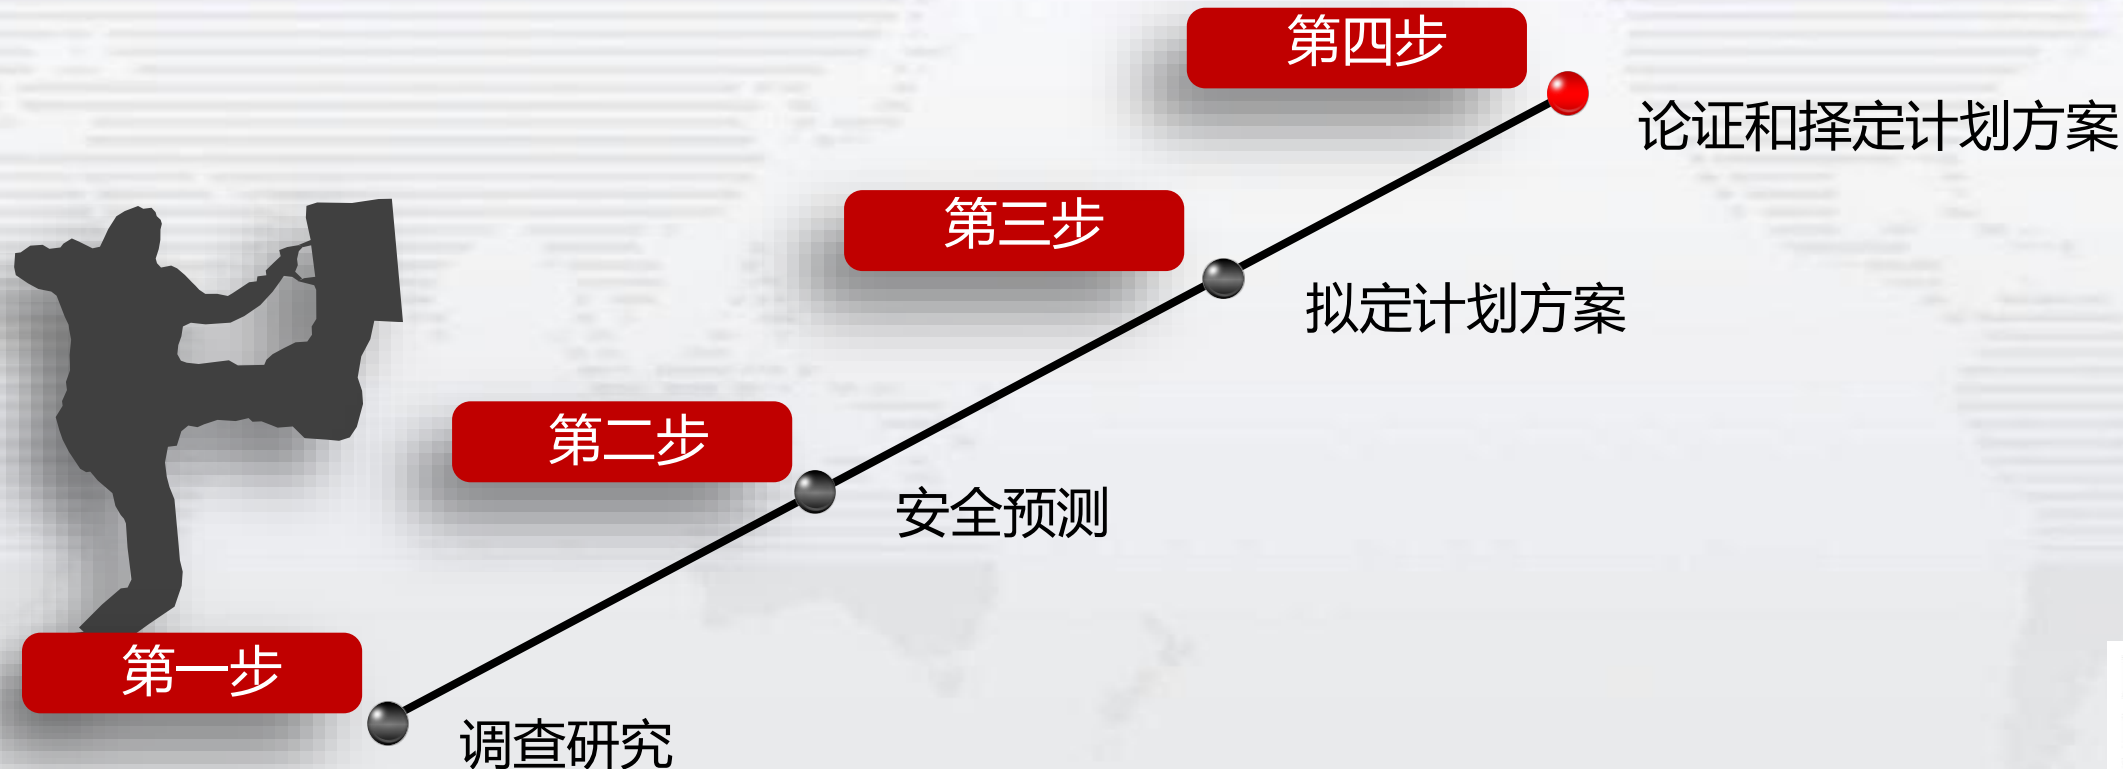 第四步
论证和择定计划方案
第三步
拟定计划方案
第二步
安全预测
第一步
调查研究